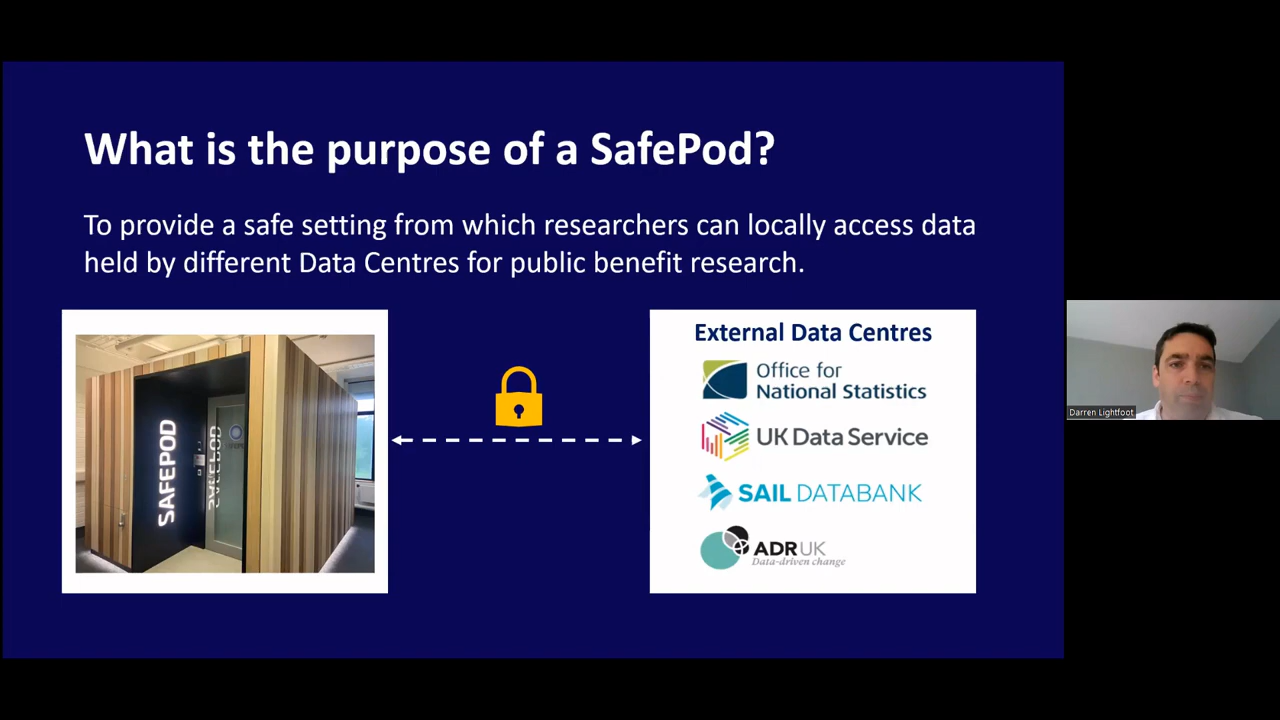 What is the purpose of a SafePod?
To provide a safe setting from which researchers can locally access data
held by different Data Centres for public benefit research.
SAFEPOD
External Data Centres
Office for
National Statistics
UK Data Service
SAIL DATABANK
ADR UK
Data-driven change
Darren Lightfoot